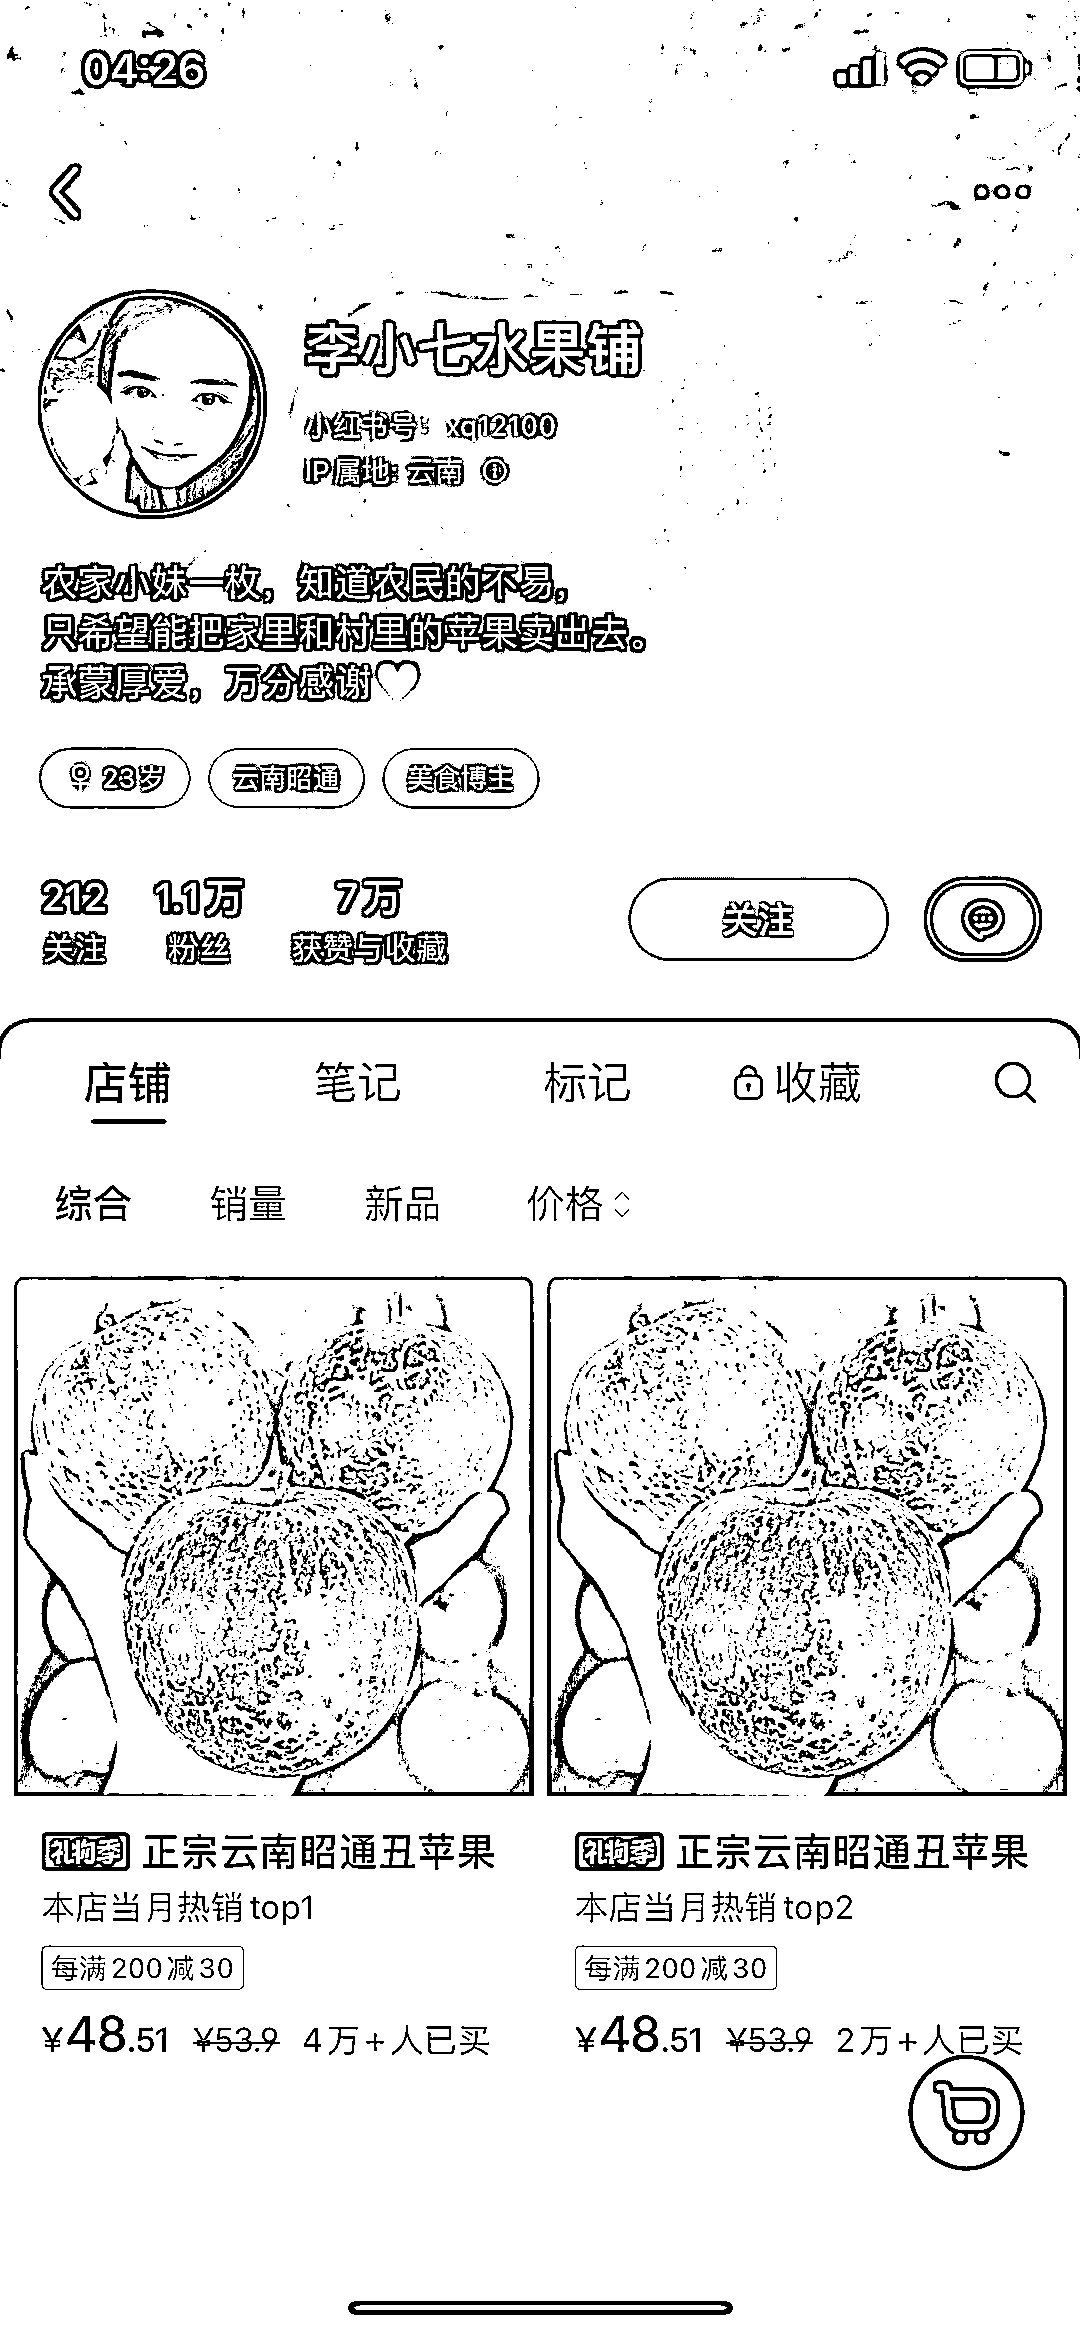 04:26
李小七水果铺
小红书号：xq12100
IP属地：云南
农家小妹一枚，知道农民的不易，
只希望能把家里和村里的苹果卖出去。
承蒙厚爱，万分感谢♡
23岁 云南昭通 美食博主
212 1.1万 7万
关注 粉丝 获赞与收藏 关注
店铺 笔记 标记 收藏
综合 销量 新品 价格
礼物季 正宗云南昭通丑苹果
本店当月热销top1
每满200减30
¥48.51 ¥53.9 4万+人已买
礼物季 正宗云南昭通丑苹果
本店当月热销top2
每满200减30
¥48.51 ¥53.9 2万+人已买